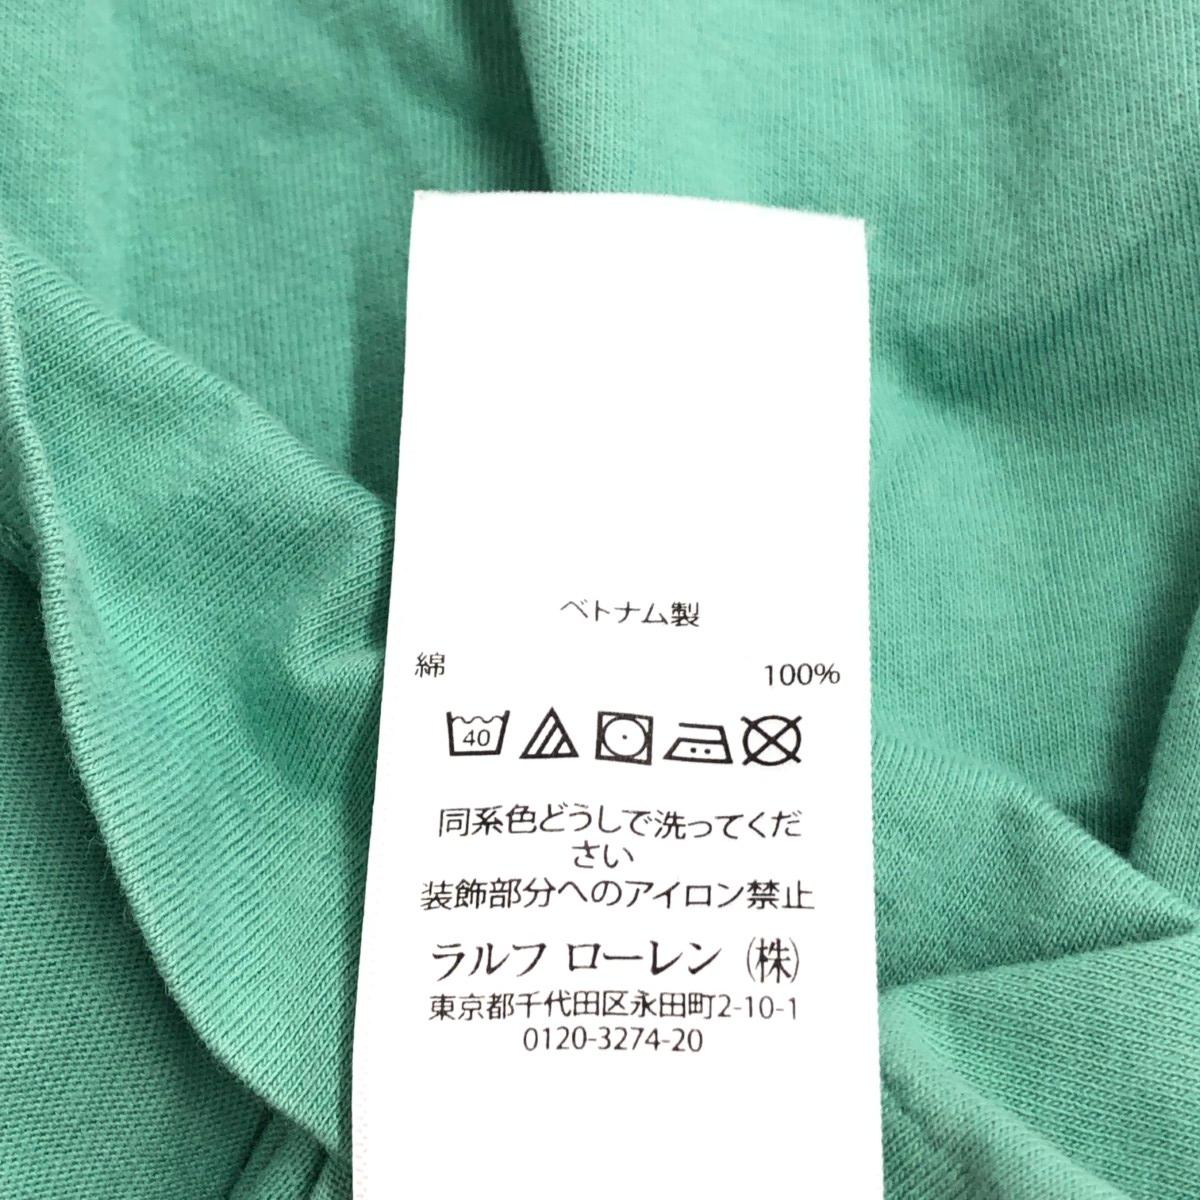 ベトナム製
綿 100%
40
同系色どうしで洗ってくだ
さい
装飾部分へのアイロン禁止
ラルフ ローレン (株)
東京都千代田区永田町2-10-1
0120-3274-20